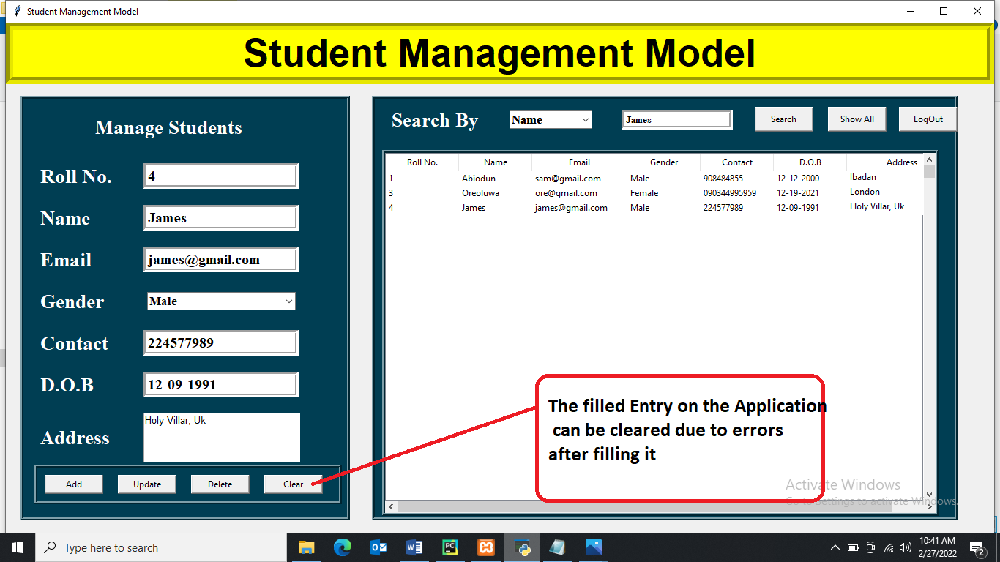 Student Management Model
Student Management Model
Manage Students
Roll No. 4
Name James
Email james@gmail.com
Gender Male
Contact 224577989
D.O.B 12-09-1991
Address Holy Villar, Uk
Add Update Delete Clear
Search By Name James Search Show All LogOut
Roll No. Name Email Gender Contact D.O.B Address
1 Abiodun sam@gmail.com Male 908484855 12-12-2000 Ibadan
3 Oreoluwa ore@gmail.com Female 090344995959 12-19-2021 London
4 James james@gmail.com Male 224577989 12-09-1991 Holy Villar, Uk
The filled Entry on the Application
can be cleared due to errors
after filling it
Activate Windows
Go to Settings to activate Windows.
Type here to search
10:41 AM
2/27/2022
2